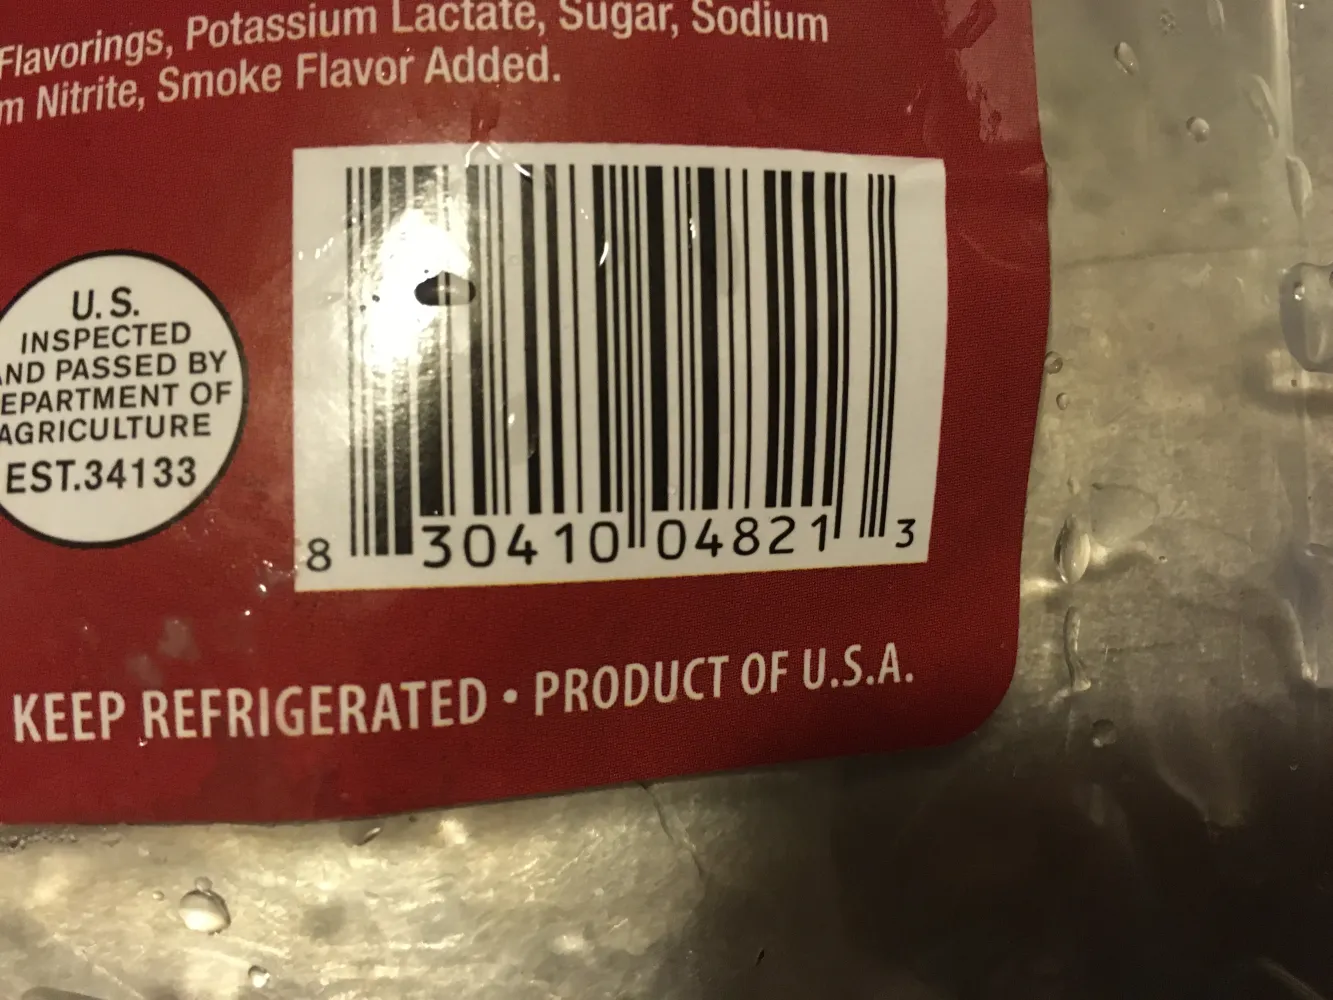 Flavorings, Potassium Lactate, Sugar, Sodium
m Nitrite, Smoke Flavor Added.
U. S.
INSPECTED
AND PASSED BY
EPARTMENT OF
AGRICULTURE
EST.34133
8 30410 04821 3
KEEP REFRIGERATED • PRODUCT OF U.S.A.